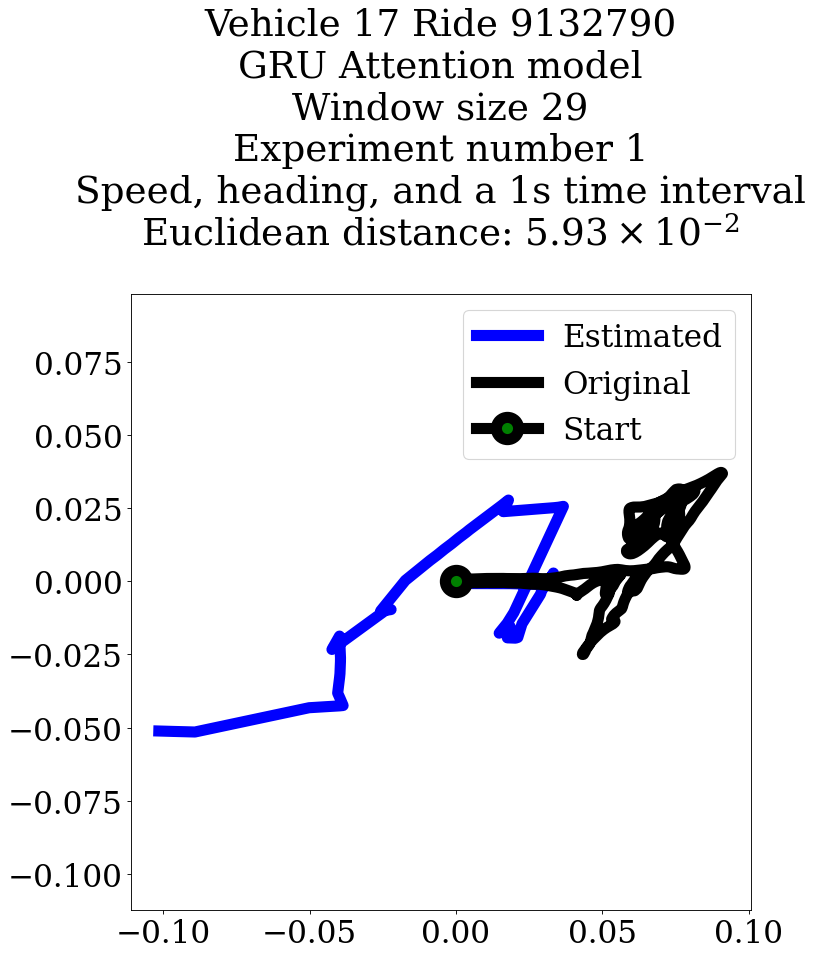 Vehicle 17 Ride 9132790
GRU Attention model
Window size 29
Experiment number 1
Speed, heading, and a 1s time interval
Euclidean distance: 5.93 × 10⁻²
Estimated
Original
Start
0.075
0.050
0.025
0.000
−0.025
−0.050
−0.075
−0.100
−0.10 −0.05 0.00 0.05 0.10